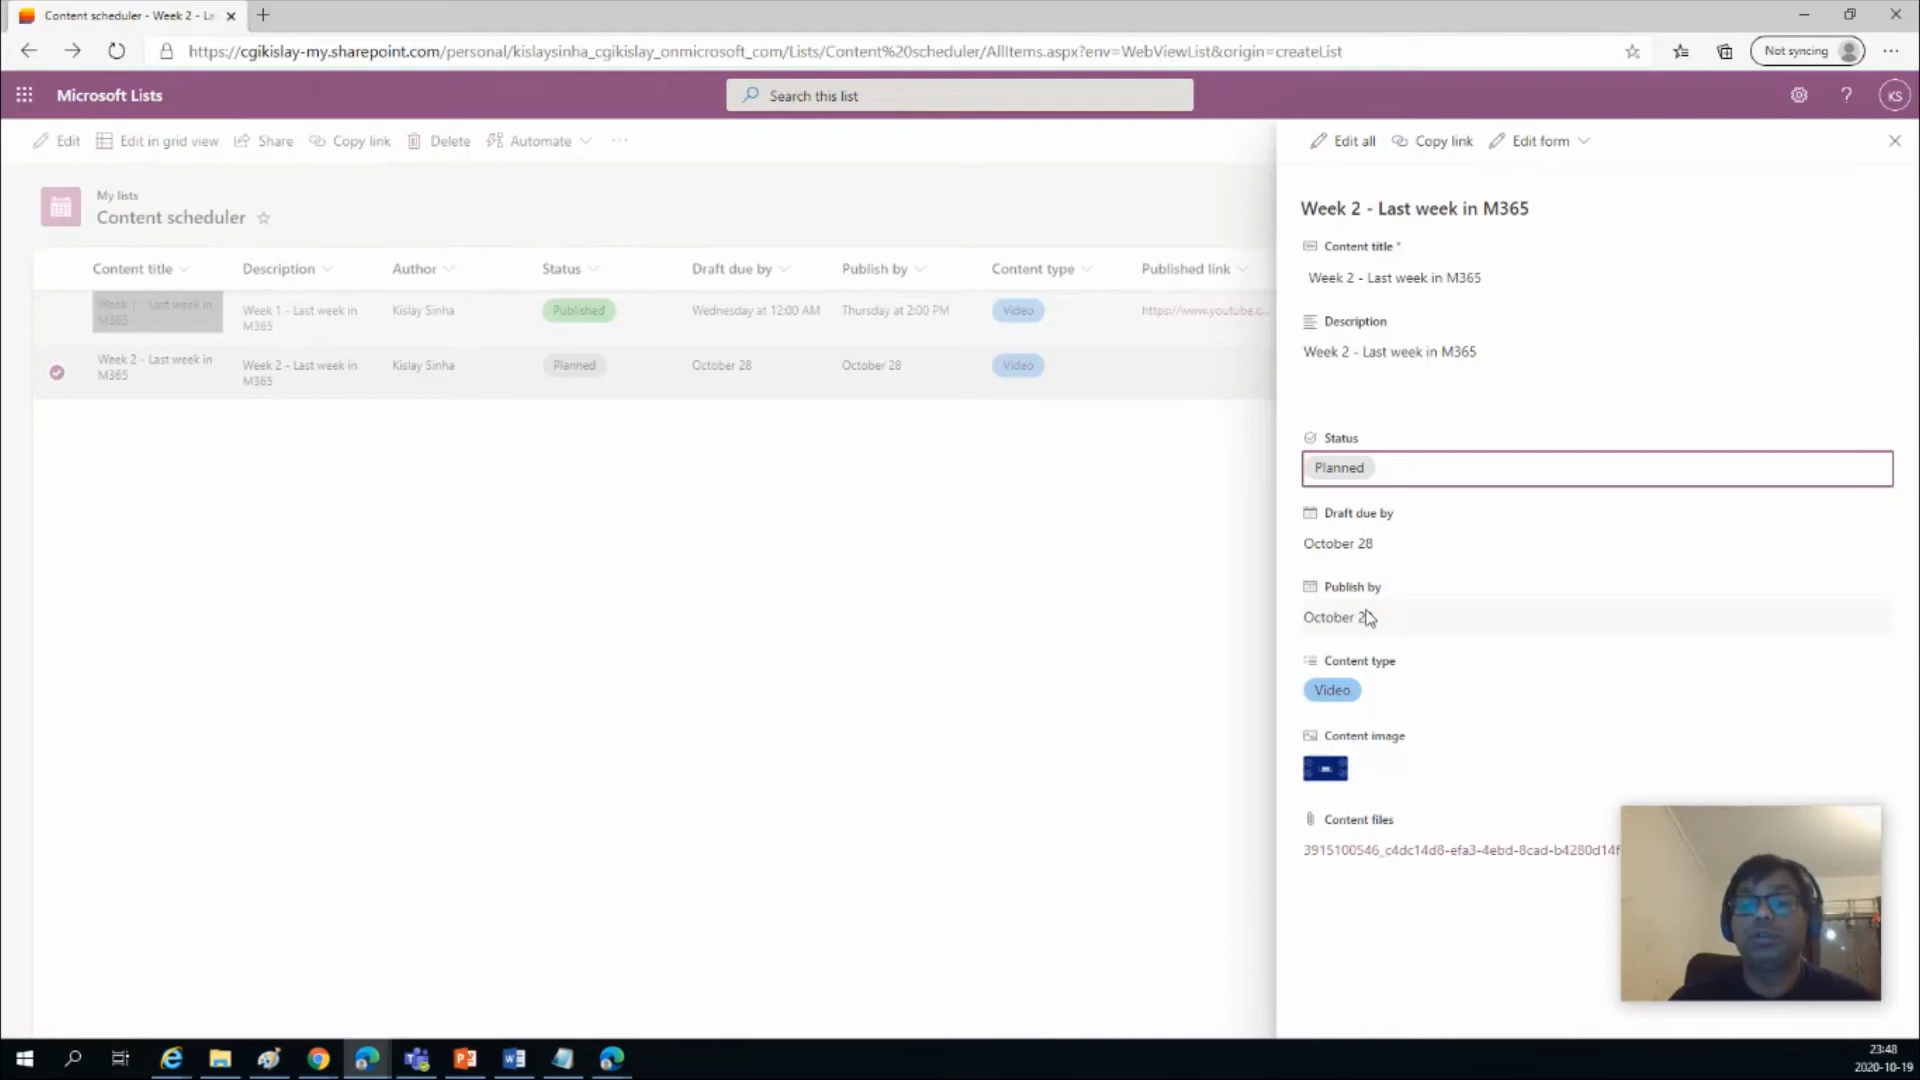 Content scheduler - Week 2 - La
https://cgikislay-my.sharepoint.com/personal/kislaysinha_cgikislay_onmicrosoft_com/Lists/Content%20scheduler/AllItems.aspx?env=WebViewList&origin=createList
Not syncing
Microsoft Lists
Search this list
?
KS
Edit
Edit in grid view
Share
Copy link
Delete
Automate
Edit all
Copy link
Edit form
My lists
Content scheduler
Content title
Description
Author
Status
Draft due by
Publish by
Content type
Published link
Week 1 - Last week in
M365
Week 1 - Last week in
M365
Kislay Sinha
Published
Wednesday at 12:00 AM
Thursday at 2:00 PM
Video
https://www.youtube.c...
Week 2 - Last week in
M365
Week 2 - Last week in
M365
Kislay Sinha
Planned
October 28
October 28
Video
Week 2 - Last week in M365
Content title *
Week 2 - Last week in M365
Description
Week 2 - Last week in M365
Status
Planned
Draft due by
October 28
Publish by
October
Content type
Video
Content image
Content files
3915100546_c4dc14d8-efa3-4ebd-8cad-b4280d14f
23:48
2020-10-19